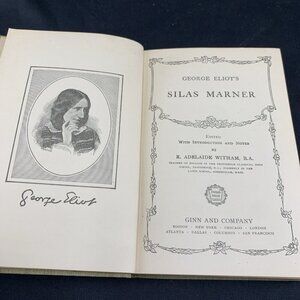 George Eliot
GEORGE ELIOT'S
SILAS MARNER
EDITED
WITH INTRODUCTION AND NOTES
BY
R. ADELAIDE WITHAM, B.A.
GINN AND COMPANY
BOSTON · NEW YORK · CHICAGO · LONDON
ATLANTA · DALLAS · COLUMBUS · SAN FRANCISCO